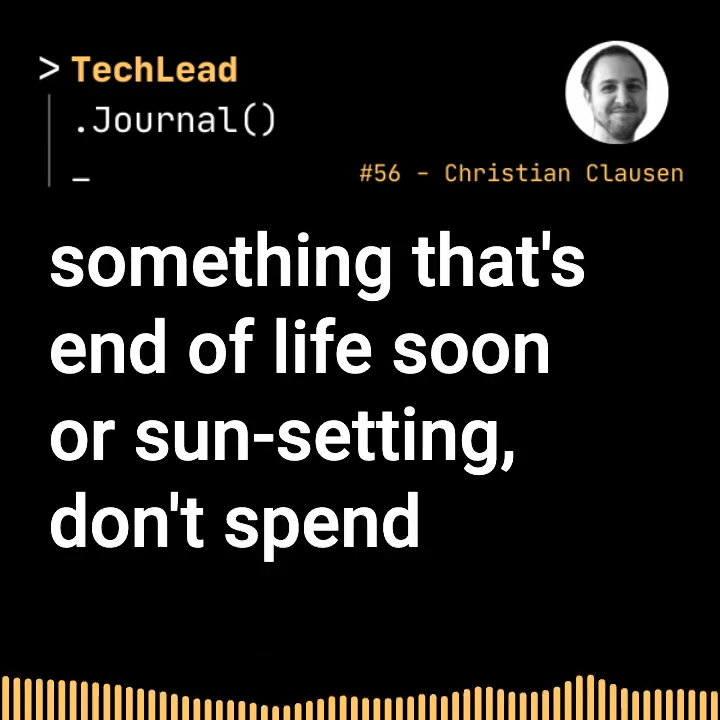 > TechLead
.Journal()
_
#56 - Christian Clausen
something that's
end of life soon
or sun-setting,
don't spend